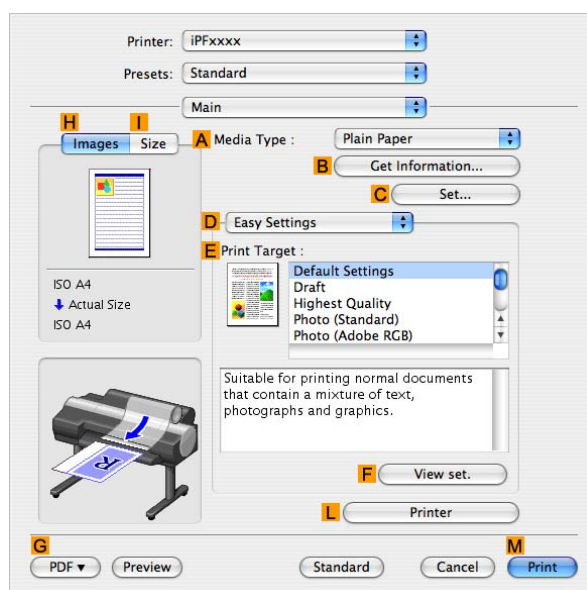 Printer: iPFxxxx
Presets: Standard
Main
H I
Images Size
A Media Type : Plain Paper
B Get Information...
C Set...
D Easy Settings
E Print Target :
Default Settings
Draft
Highest Quality
Photo (Standard)
Photo (Adobe RGB)
ISO A4
Actual Size
ISO A4
Suitable for printing normal documents
that contain a mixture of text,
photographs and graphics.
R
F View set.
L Printer
G M
PDF Preview Standard Cancel Print